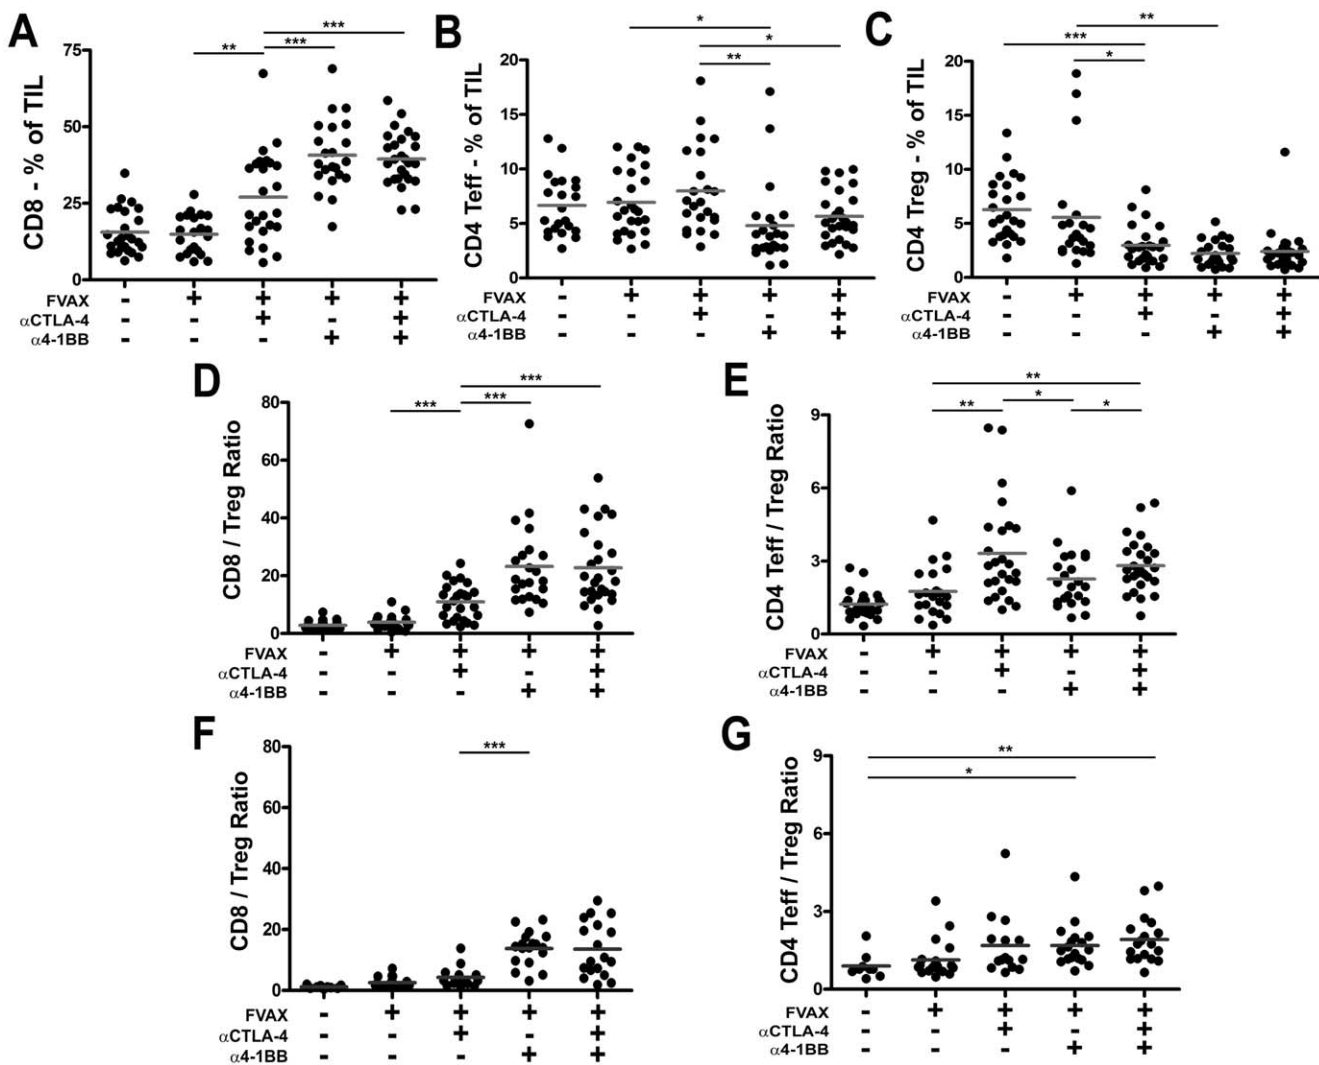 A
CD8 - % of TIL
75
50
25
0
** *** ***
FVAX - + + + +
αCTLA-4 - - + - +
α4-1BB - - - + +
B
CD4 Teff - % of TIL
20
15
10
5
0
* * **
FVAX - + + + +
αCTLA-4 - - + - +
α4-1BB - - - + +
C
CD4 Treg - % of TIL
20
15
10
5
0
** *** *
FVAX - + + + +
αCTLA-4 - - + - +
α4-1BB - - - + +
D
CD8 / Treg Ratio
80
60
40
20
0
*** *** ***
FVAX - + + + +
αCTLA-4 - - + - +
α4-1BB - - - + +
E
CD4 Teff / Treg Ratio
9
6
3
0
** ** * *
FVAX - + + + +
αCTLA-4 - - + - +
α4-1BB - - - + +
F
CD8 / Treg Ratio
80
60
40
20
0
***
FVAX - + + + +
αCTLA-4 - - + - +
α4-1BB - - - + +
G
CD4 Teff / Treg Ratio
9
6
3
0
** *
FVAX - + + + +
αCTLA-4 - - + - +
α4-1BB - - - + +